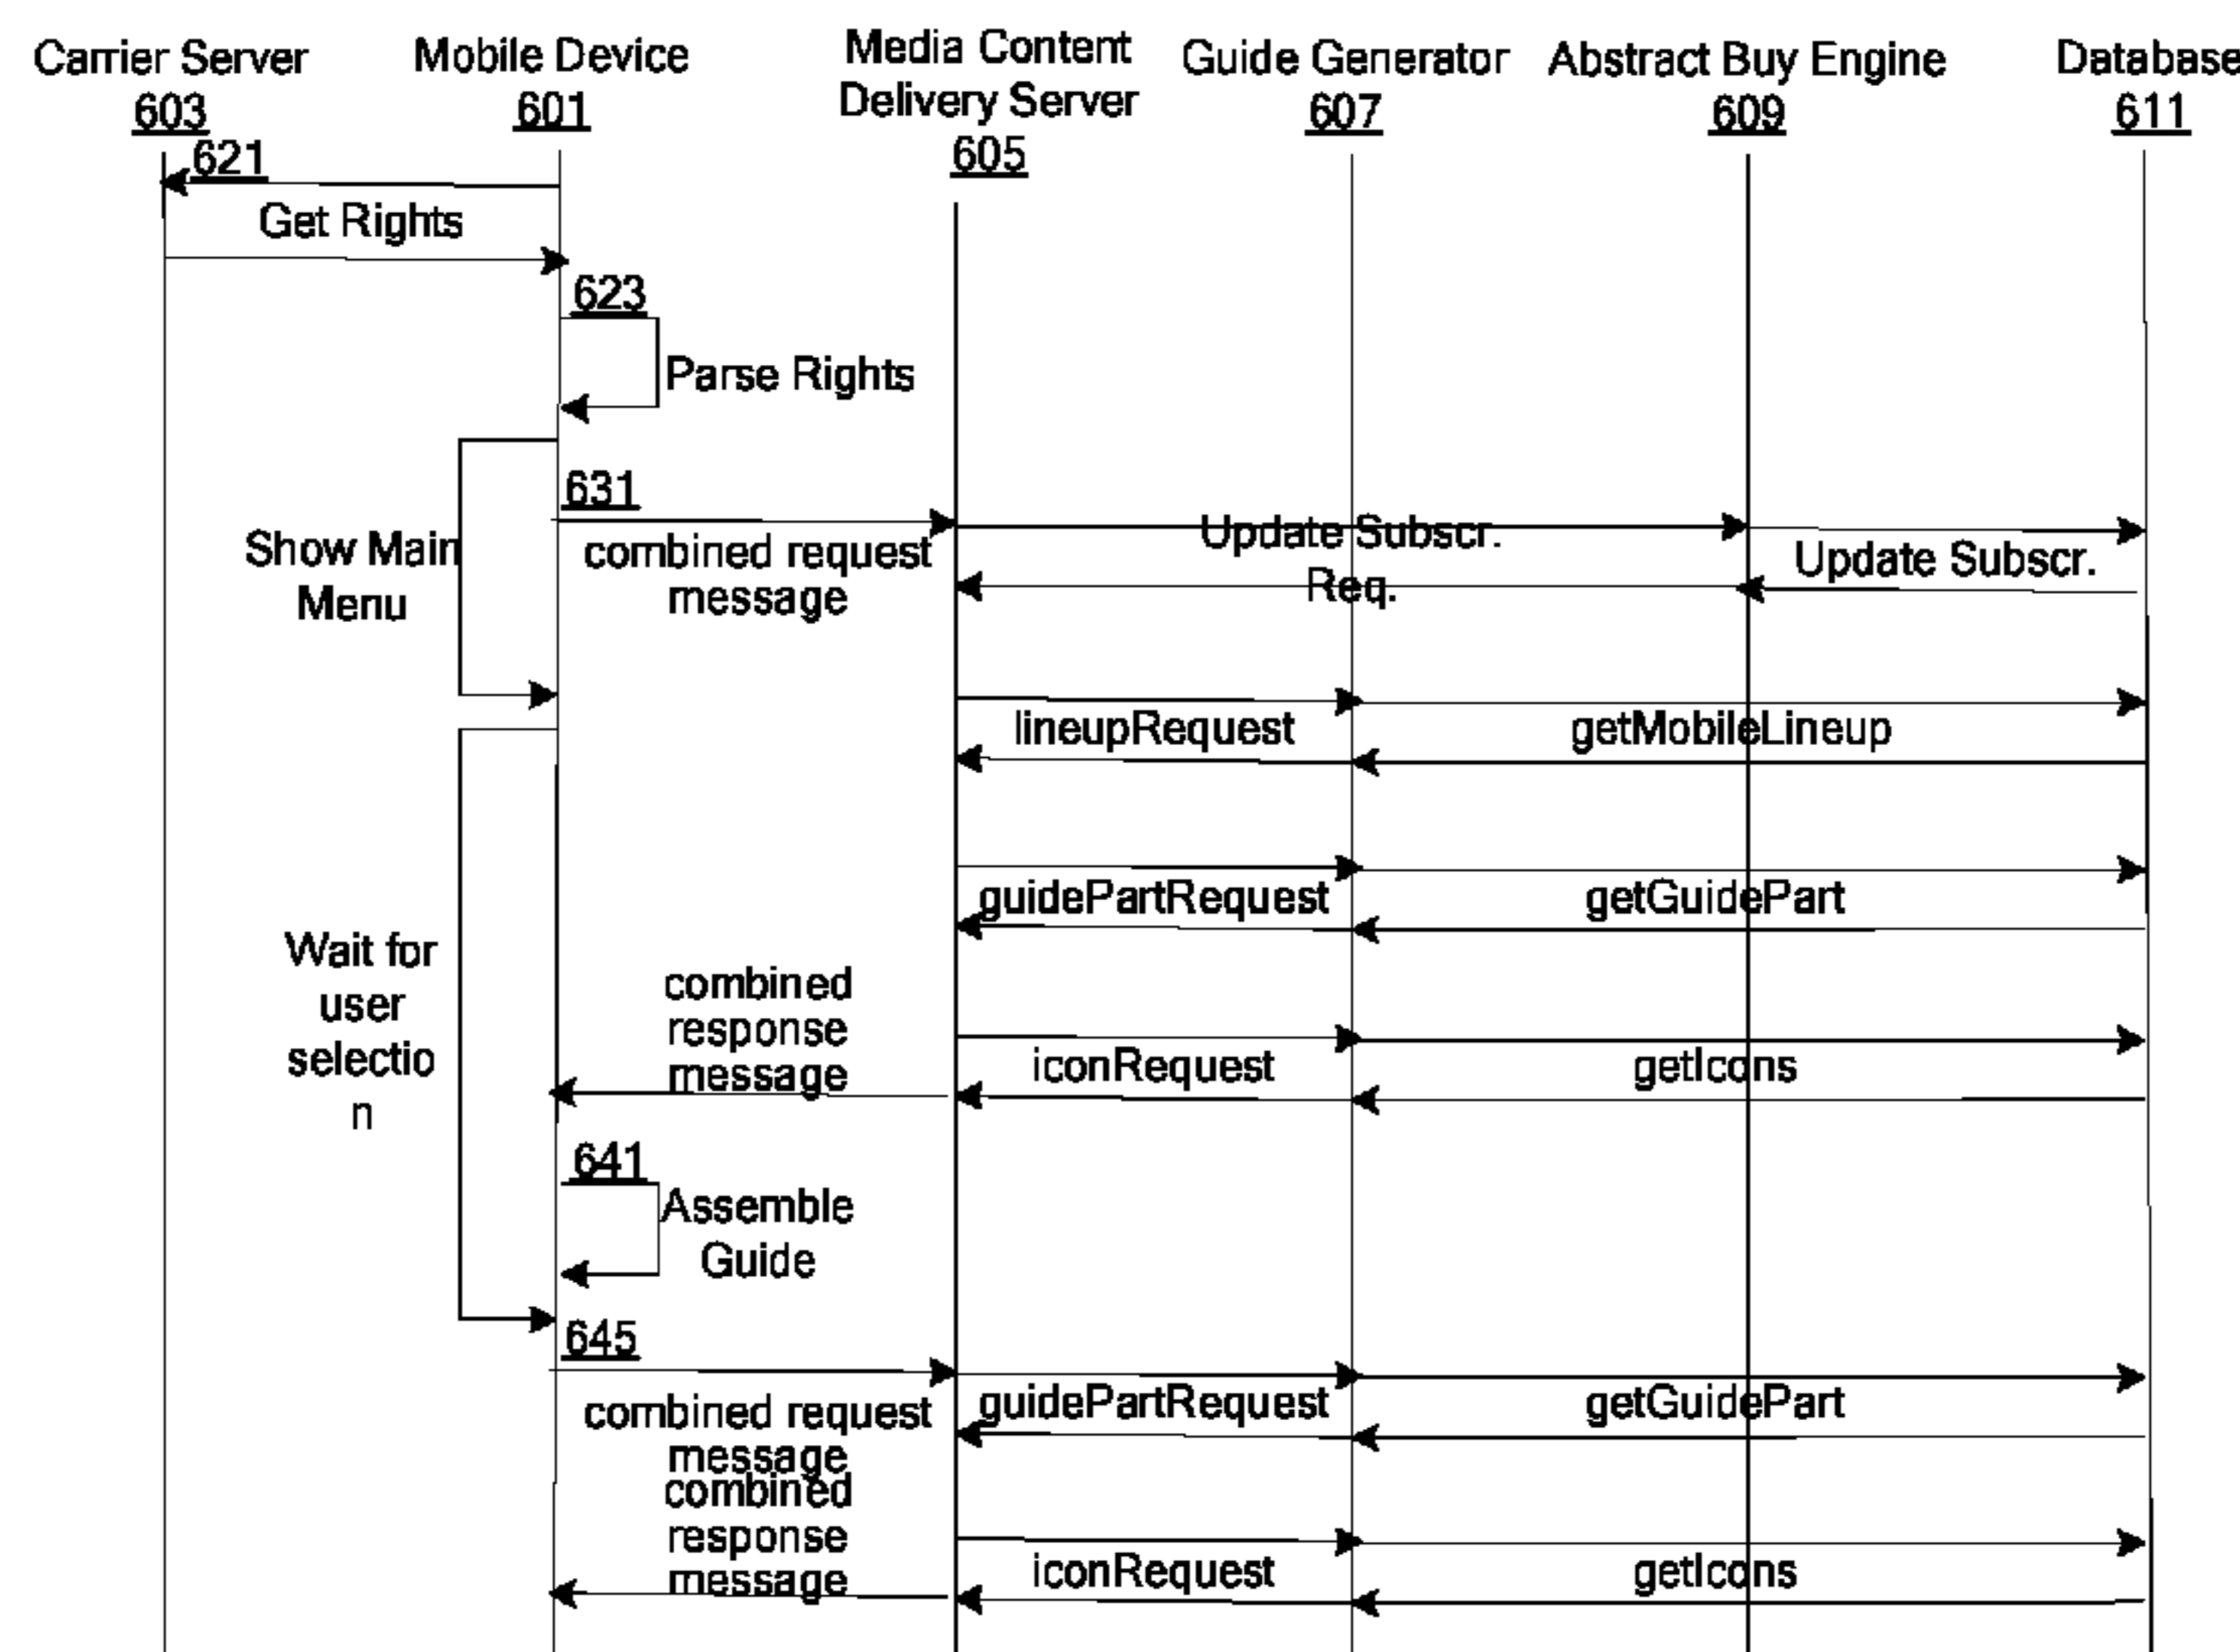 Carrier Server
603
Mobile Device
601
Media Content
Delivery Server
605
Guide Generator
607
Abstract Buy Engine
609
Database
611
621
Get Rights
623
Parse Rights
Show Main
Menu
631
combined request
message
Update Subscr.
Req.
Update Subscr.
lineupRequest
getMobileLineup
guidePartRequest
getGuidePart
Wait for
user
selectio
n
combined
response
message
iconRequest
getIcons
641
Assemble
Guide
645
combined request
message
guidePartRequest
getGuidePart
combined
response
message
iconRequest
getIcons